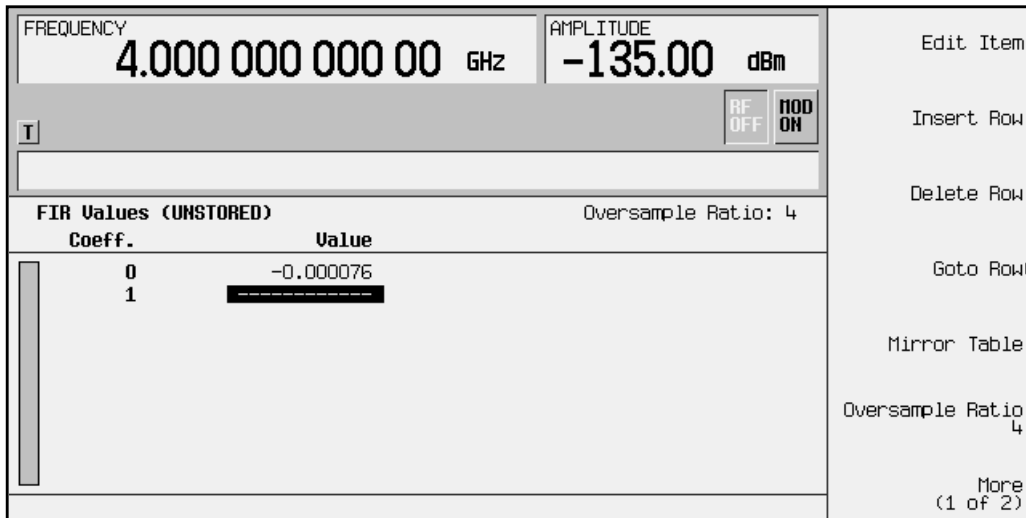 FREQUENCY
4.000 000 000 00 GHz
AMPLITUDE
-135.00 dBm
RF OFF
MOD ON
T
FIR Values (UNSTORED) Oversample Ratio: 4
Coeff. Value
0 -0.000076
1 ------------
Edit Item
Insert Row
Delete Row
Goto Row
Mirror Table
Oversample Ratio
4
More
(1 of 2)